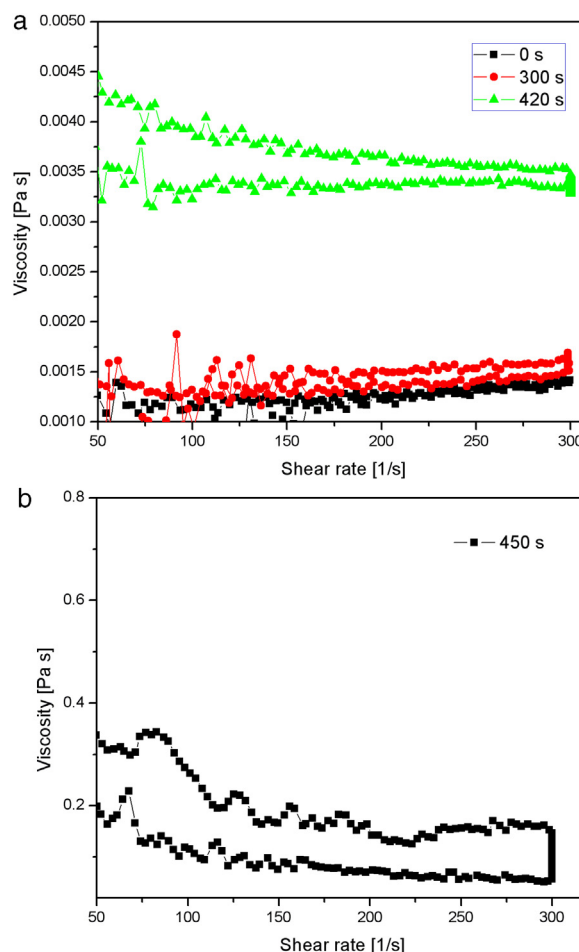 a
0.0050
0.0045
0.0040
0.0035
0.0030
0.0025
0.0020
0.0015
0.0010
Viscosity [Pa s]
0 s
300 s
420 s
50 100 150 200 250 300
Shear rate [1/s]
b
0.8
0.6
0.4
0.2
Viscosity [Pa s]
450 s
50 100 150 200 250 300
Shear rate [1/s]